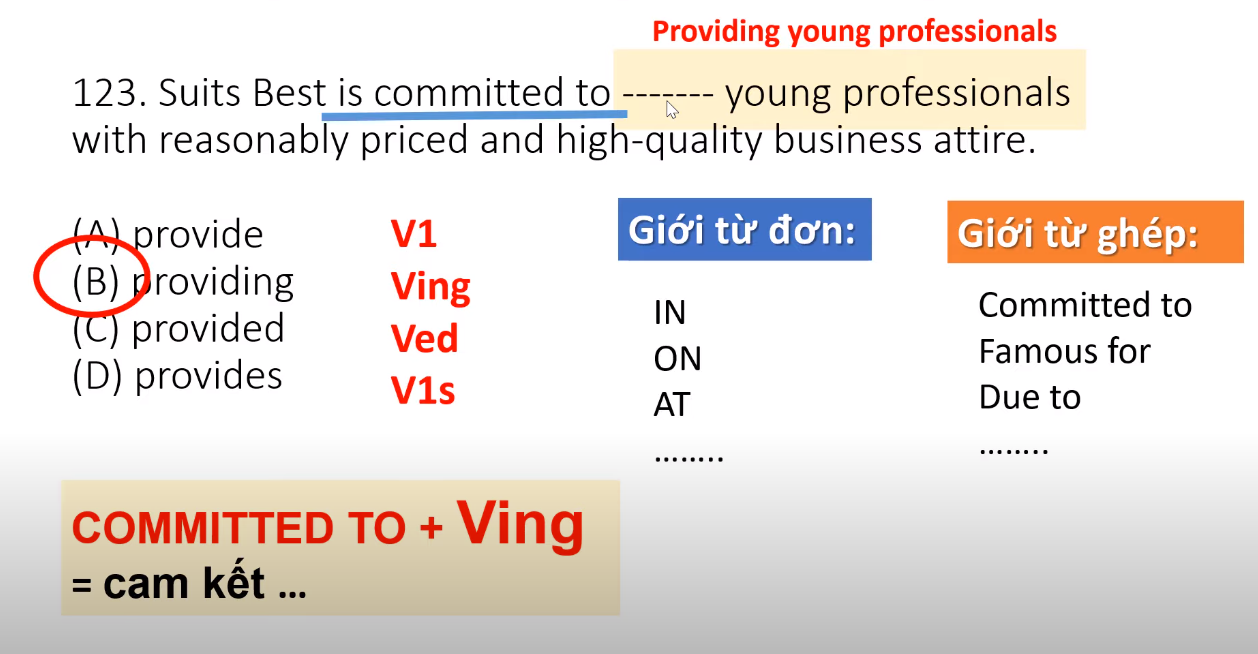 Providing young professionals
123. Suits Best is committed to ------- young professionals
with reasonably priced and high-quality business attire.
(A) provide
(B) providing
(C) provided
(D) provides
V1
Ving
Ved
V1s
Giới từ đơn:
IN
ON
AT
........
Giới từ ghép:
Committed to
Famous for
Due to
........
COMMITTED TO + Ving
= cam kết ...